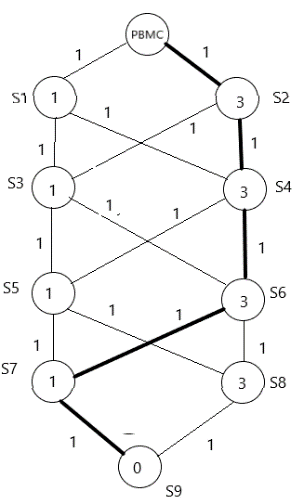 PBMC
1 1
S1 1 3 S2
1 1 1 1
S3 1 3 S4
1 1 1 1
S5 1 3 S6
1 1 1 1
S7 1 3 S8
1 1
0
S9